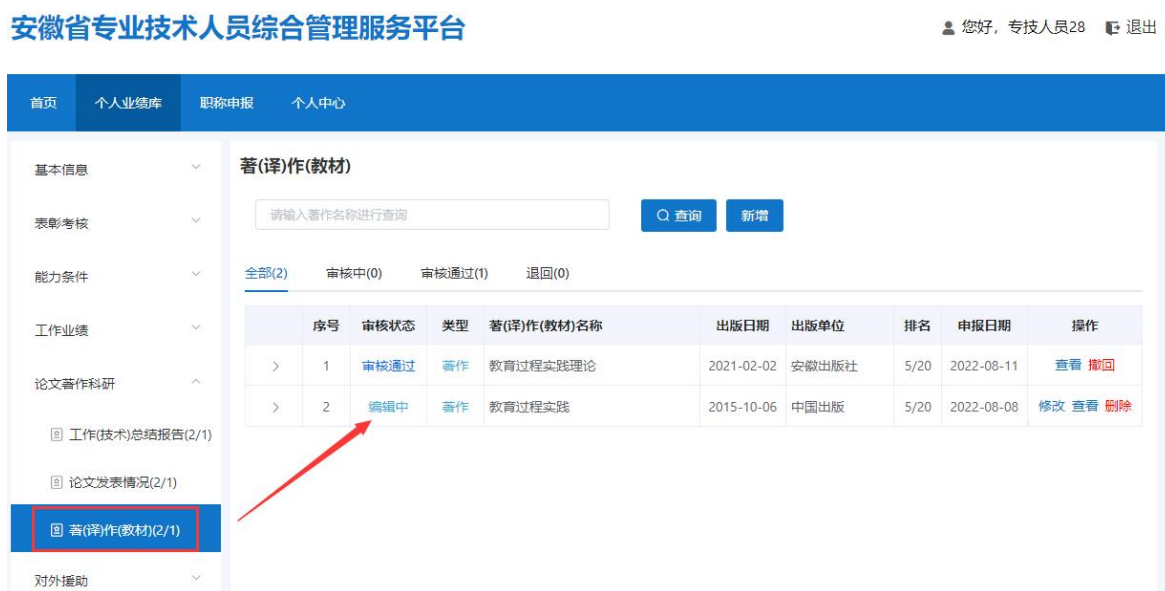 安徽省专业技术人员综合管理服务平台
您好，专技人员28 退出
首页 个人业绩库 职称申报 个人中心
基本信息
表彰考核
能力条件
工作业绩
论文著作科研
工作(技术)总结报告(2/1)
论文发表情况(2/1)
著(译)作(教材)(2/1)
对外援助
著(译)作(教材)
请输入著作名称进行查询 查询 新增
全部(2) 审核中(0) 审核通过(1) 退回(0)
序号 审核状态 类型 著(译)作(教材)名称 出版日期 出版单位 排名 申报日期 操作
1 审核通过 著作 教育过程实践理论 2021-02-02 安徽出版社 5/20 2022-08-11 查看 撤回
2 编辑中 著作 教育过程实践 2015-10-06 中国出版 5/20 2022-08-08 修改 查看 删除